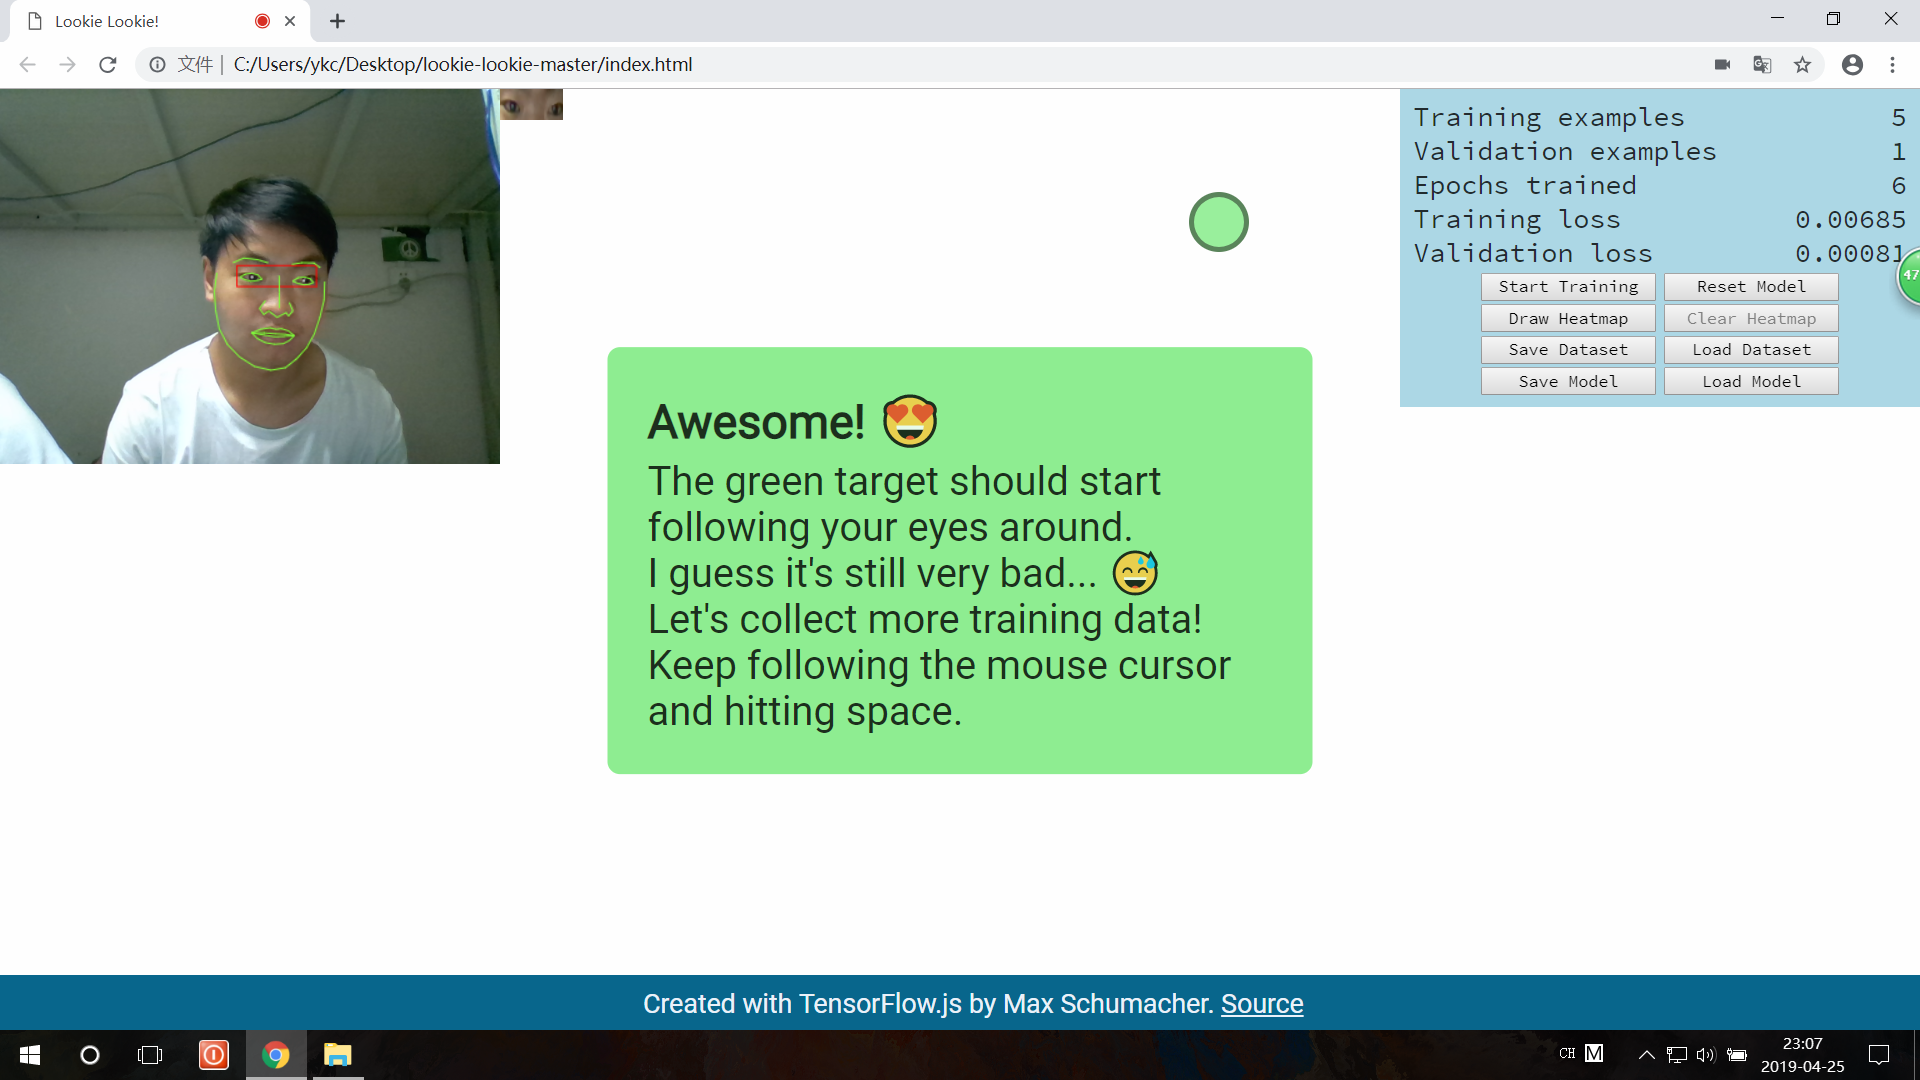 Lookie Lookie!
文件 | C:/Users/ykc/Desktop/lookie-lookie-master/index.html
Training examples 5
Validation examples 1
Epochs trained 6
Training loss 0.00685
Validation loss 0.00081
47
Start Training Reset Model
Draw Heatmap Clear Heatmap
Save Dataset Load Dataset
Save Model Load Model
Awesome! 😍
The green target should start
following your eyes around.
I guess it's still very bad... 😅
Let's collect more training data!
Keep following the mouse cursor
and hitting space.
Created with TensorFlow.js by Max Schumacher. Source
CH M
23:07
2019-04-25